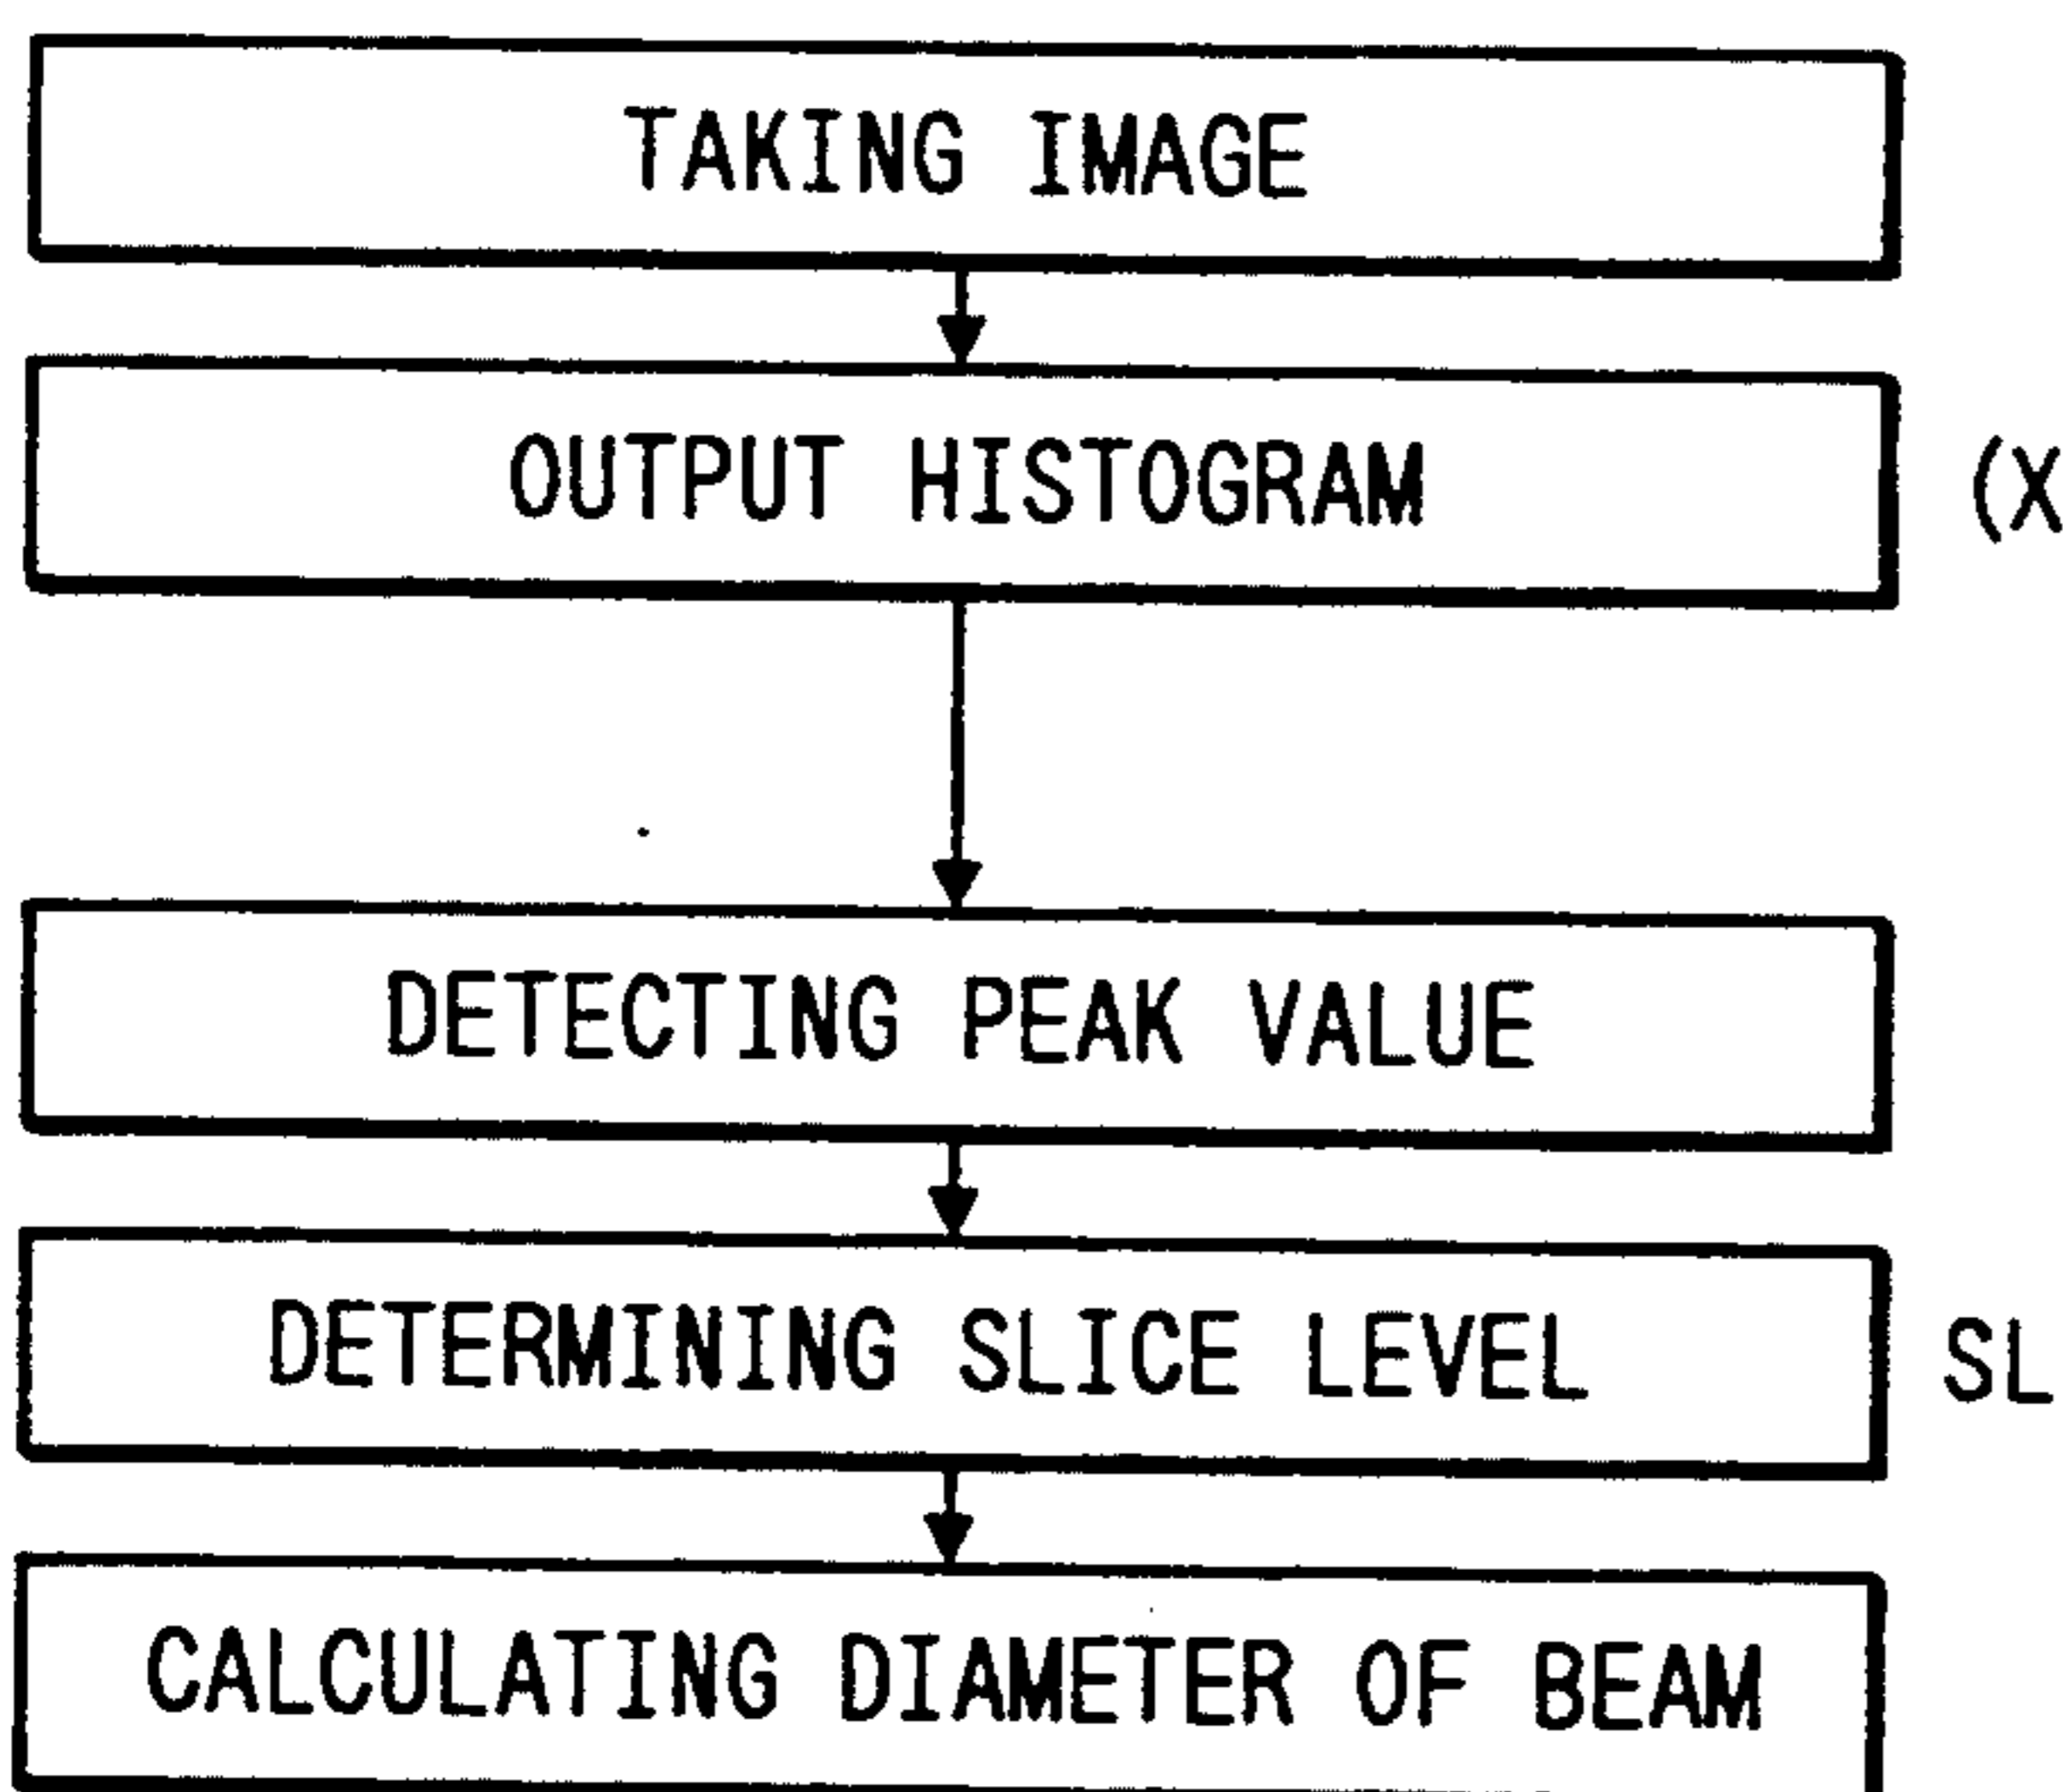 TAKING IMAGE
OUTPUT HISTOGRAM (X
DETECTING PEAK VALUE
DETERMINING SLICE LEVEL SL
CALCULATING DIAMETER OF BEAM